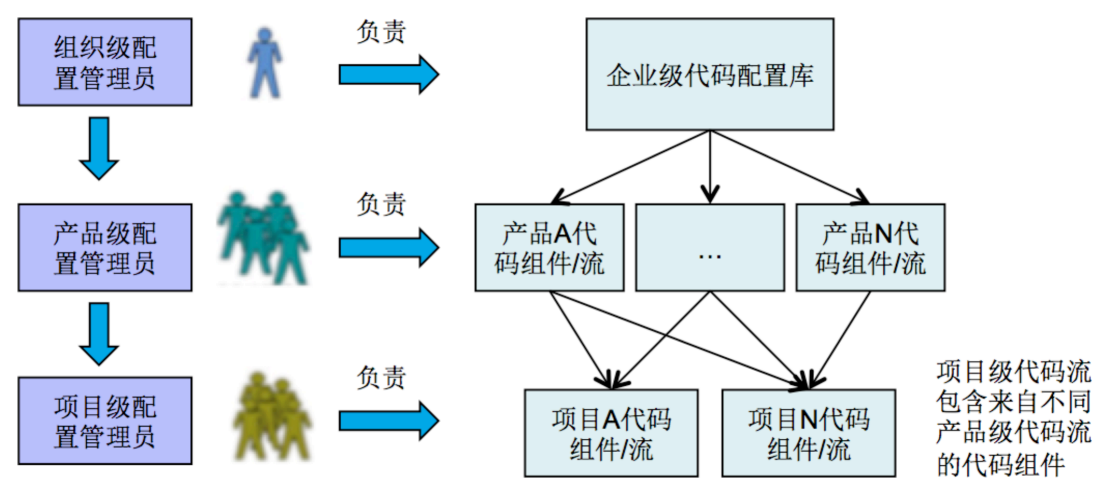 组织级配
置管理员
负责
企业级代码配置库
产品级配
置管理员
负责
产品A代
码组件/流
...
产品N代
码组件/流
项目级配
置管理员
负责
项目A代码
组件/流
项目N代码
组件/流
项目级代码流
包含来自不同
产品级代码流
的代码组件